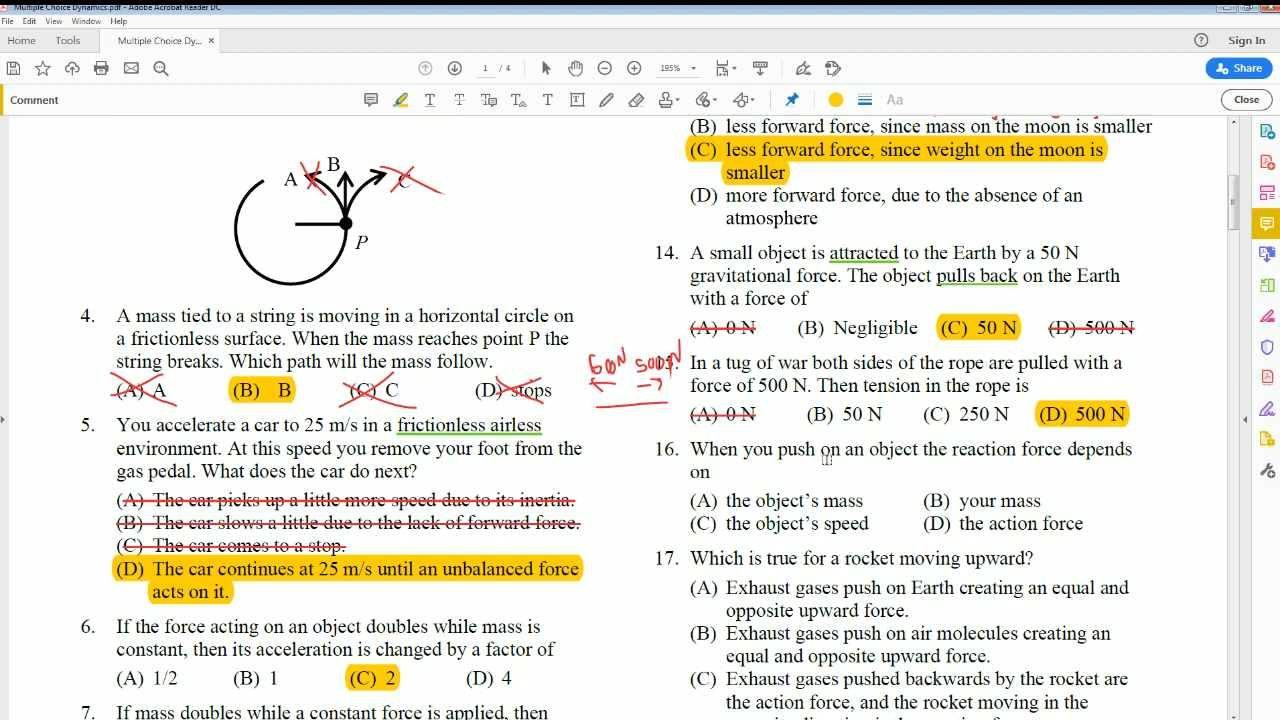 Multiple Choice Dynamics.pdf - Adobe Acrobat Reader DC
File Edit View Window Help
Home Tools Multiple Choice Dy... × Sign In
1 / 4 195% Share
Comment Aa Close
A B C
P
4. A mass tied to a string is moving in a horizontal circle on
a frictionless surface. When the mass reaches point P the
string breaks. Which path will the mass follow.
(A) A (B) B (C) C (D) stops
5. You accelerate a car to 25 m/s in a frictionless airless
environment. At this speed you remove your foot from the
gas pedal. What does the car do next?
(A) The car picks up a little more speed due to its inertia.
(B) The car slows a little due to the lack of forward force.
(C) The car comes to a stop.
(D) The car continues at 25 m/s until an unbalanced force
acts on it.
6. If the force acting on an object doubles while mass is
constant, then its acceleration is changed by a factor of
(A) 1/2 (B) 1 (C) 2 (D) 4
7. If mass doubles while a constant force is applied, then
(B) less forward force, since mass on the moon is smaller
(C) less forward force, since weight on the moon is
smaller
(D) more forward force, due to the absence of an
atmosphere
14. A small object is attracted to the Earth by a 50 N
gravitational force. The object pulls back on the Earth
with a force of
(A) 0 N (B) Negligible (C) 50 N (D) 500 N
500N
In a tug of war both sides of the rope are pulled with a
force of 500 N. Then tension in the rope is
(A) 0 N (B) 50 N (C) 250 N (D) 500 N
16. When you push on an object the reaction force depends
on
(A) the object's mass (B) your mass
(C) the object's speed (D) the action force
17. Which is true for a rocket moving upward?
(A) Exhaust gases push on Earth creating an equal and
opposite upward force.
(B) Exhaust gases push on air molecules creating an
equal and opposite upward force.
(C) Exhaust gases pushed backwards by the rocket are
the action force, and the rocket moving in the